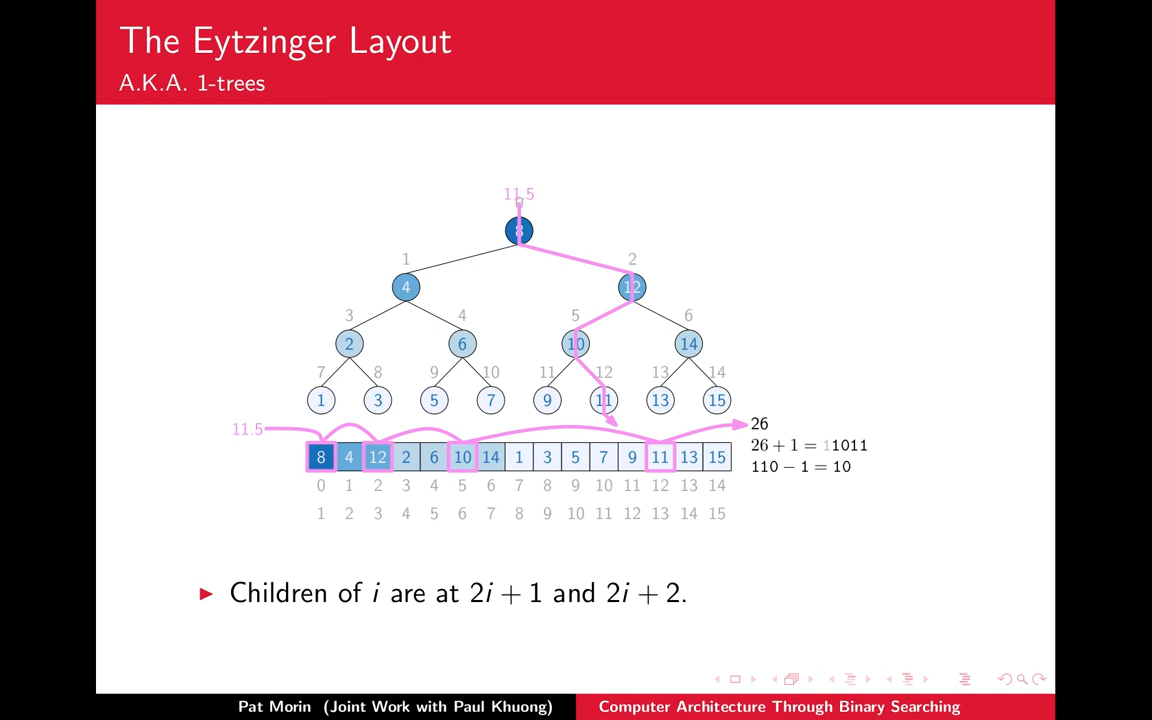 The Eytzinger Layout
A.K.A. 1-trees
11.5
0
8
1 2
4 12
3 4 5 6
2 6 10 14
7 8 9 10 11 12 13 14
1 3 5 7 9 11 13 15
11.5 26
26 + 1 = 11011
8 4 12 2 6 10 14 1 3 5 7 9 11 13 15
110 − 1 = 10
0 1 2 3 4 5 6 7 8 9 10 11 12 13 14
1 2 3 4 5 6 7 8 9 10 11 12 13 14 15
▶ Children of i are at 2i + 1 and 2i + 2.
Pat Morin (Joint Work with Paul Khuong) Computer Architecture Through Binary Searching